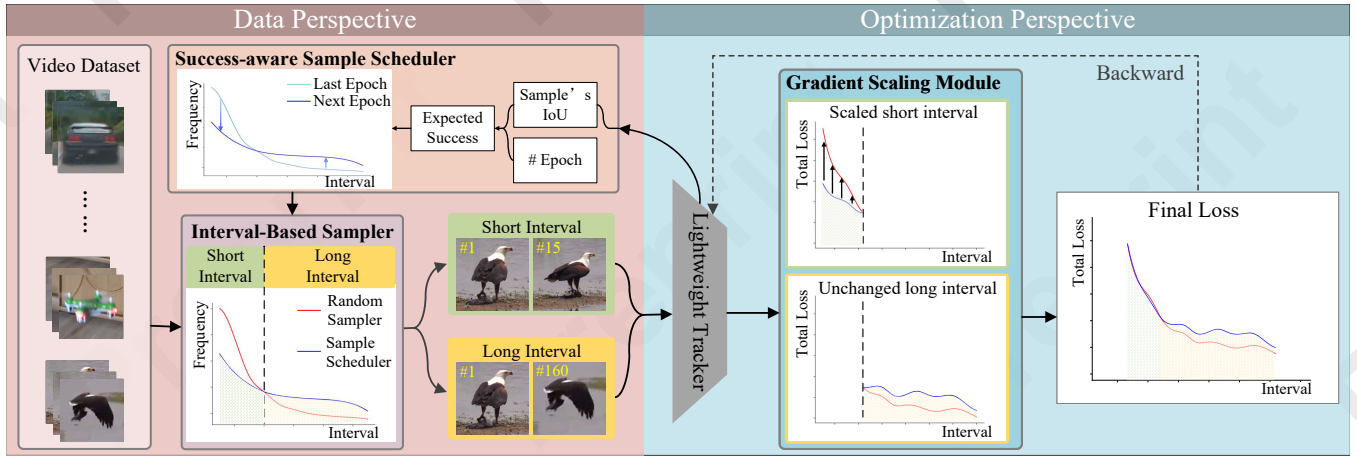 Data Perspective
Optimization Perspective
Video Dataset
Success-aware Sample Scheduler
Frequency
Last Epoch
Next Epoch
Interval
Expected
Success
Sample's
IoU
# Epoch
Interval-Based Sampler
Short
Interval
Long
Interval
Frequency
Random
Sampler
Sample
Scheduler
Interval
Short Interval
#1
#15
Long Interval
#1
#160
Lightweight Tracker
Backward
Gradient Scaling Module
Scaled short interval
Total Loss
Interval
Unchanged long interval
Total Loss
Interval
Final Loss
Total Loss
Interval